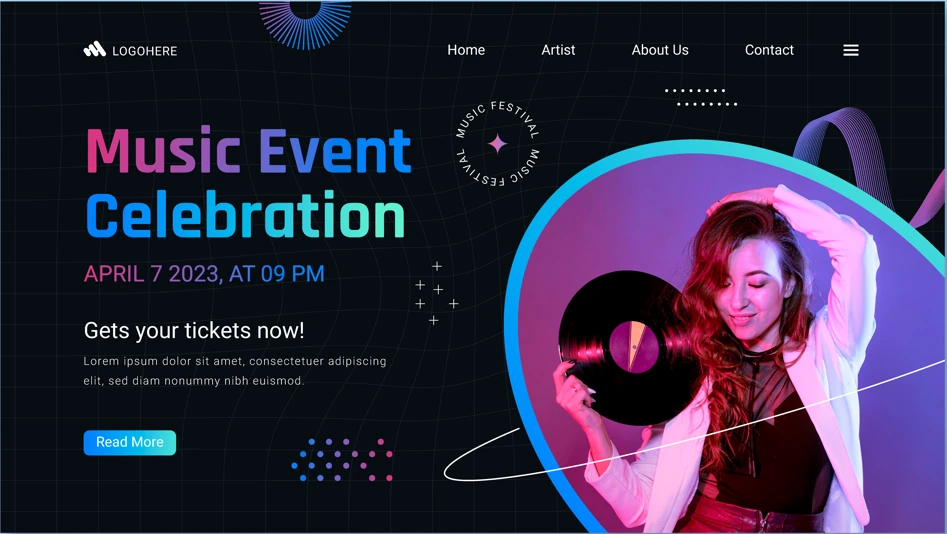 LOGOHERE
Home
Artist
About Us
Contact
MUSIC FESTIVAL MUSIC FESTIVAL
Music Event
Celebration
APRIL 7 2023, AT 09 PM
Gets your tickets now!
Lorem ipsum dolor sit amet, consectetuer adipiscing
elit, sed diam nonummy nibh euismod.
Read More